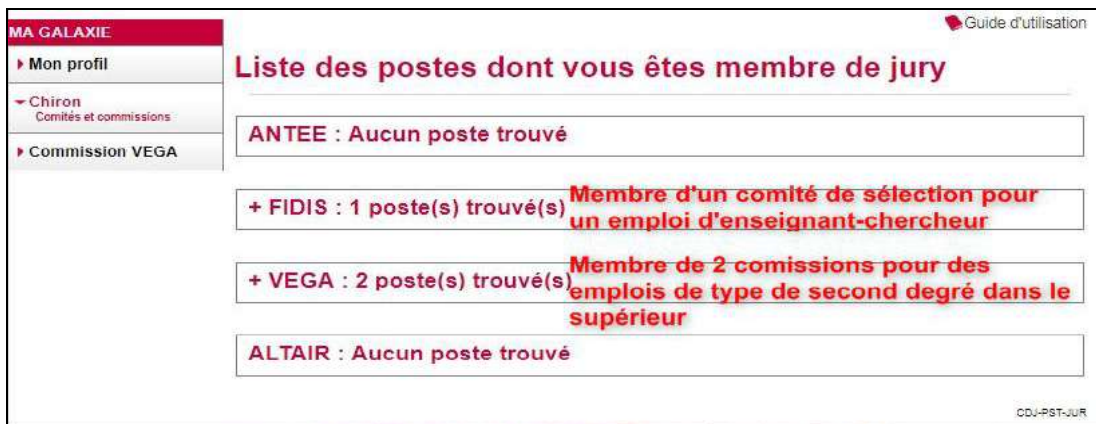 MA GALAXIE
Mon profil
Chiron
Comités et commissions
Commission VEGA
Guide d'utilisation
Liste des postes dont vous êtes membre de jury
ANTEE : Aucun poste trouvé
+ FIDIS : 1 poste(s) trouvé(s)
Membre d'un comité de sélection pour
un emploi d'enseignant-chercheur
+ VEGA : 2 poste(s) trouvé(s)
Membre de 2 comissions pour des
emplois de type de second degré dans le
supérieur
ALTAIR : Aucun poste trouvé
CDJ-PST-JUR